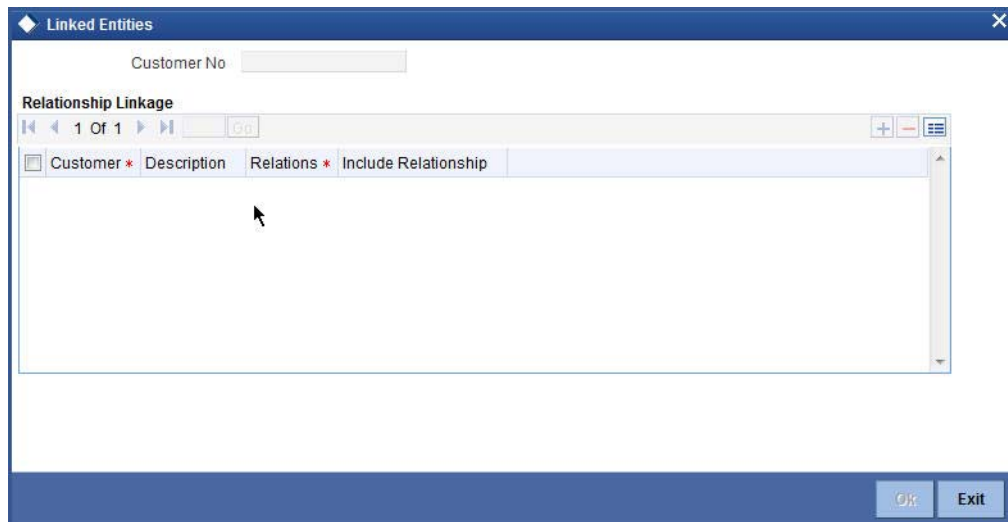 Linked Entities
Customer No
Relationship Linkage
1 Of 1 Go
Customer * Description Relations * Include Relationship
Ok Exit